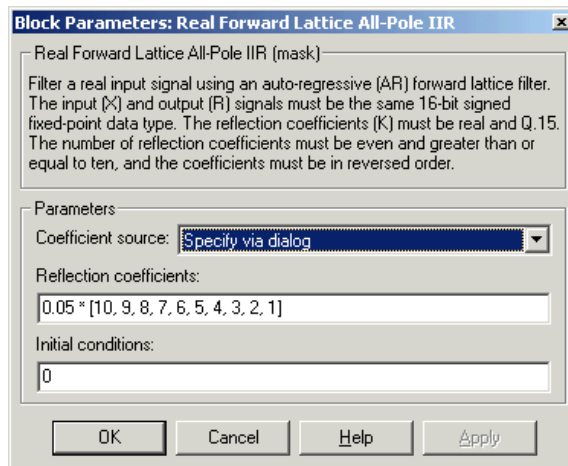 Block Parameters: Real Forward Lattice All-Pole IIR
Real Forward Lattice All-Pole IIR (mask)
Filter a real input signal using an auto-regressive (AR) forward lattice filter.
The input (X) and output (R) signals must be the same 16-bit signed
fixed-point data type. The reflection coefficients (K) must be real and Q.15.
The number of reflection coefficients must be even and greater than or
equal to ten, and the coefficients must be in reversed order.
Parameters
Coefficient source: Specify via dialog
Reflection coefficients:
0.05 * [10, 9, 8, 7, 6, 5, 4, 3, 2, 1]
Initial conditions:
0
OK Cancel Help Apply